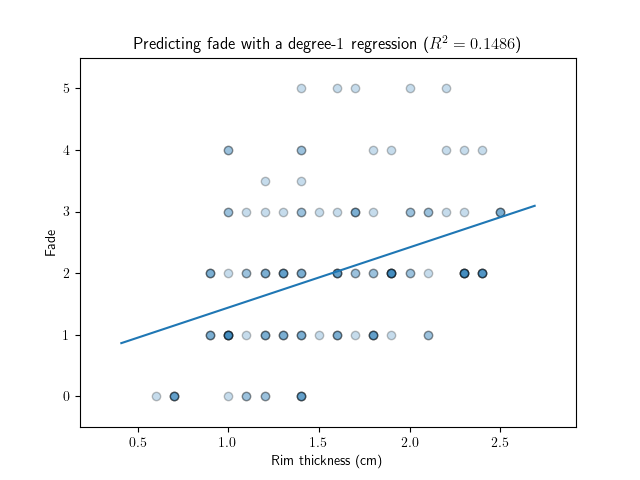 Predicting fade with a degree-1 regression (R² = 0.1486)
Fade
5
4
3
2
1
0
0.5 1.0 1.5 2.0 2.5
Rim thickness (cm)